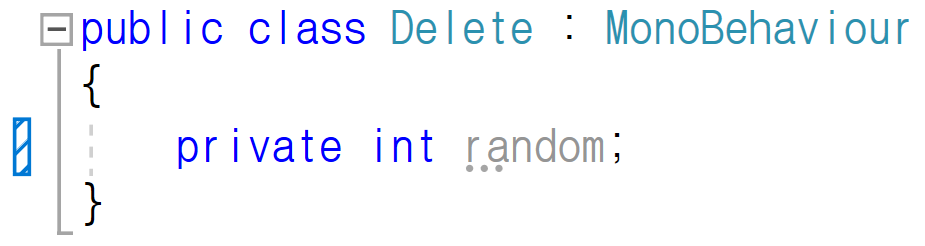 public class Delete : MonoBehaviour
{
private int random;
}